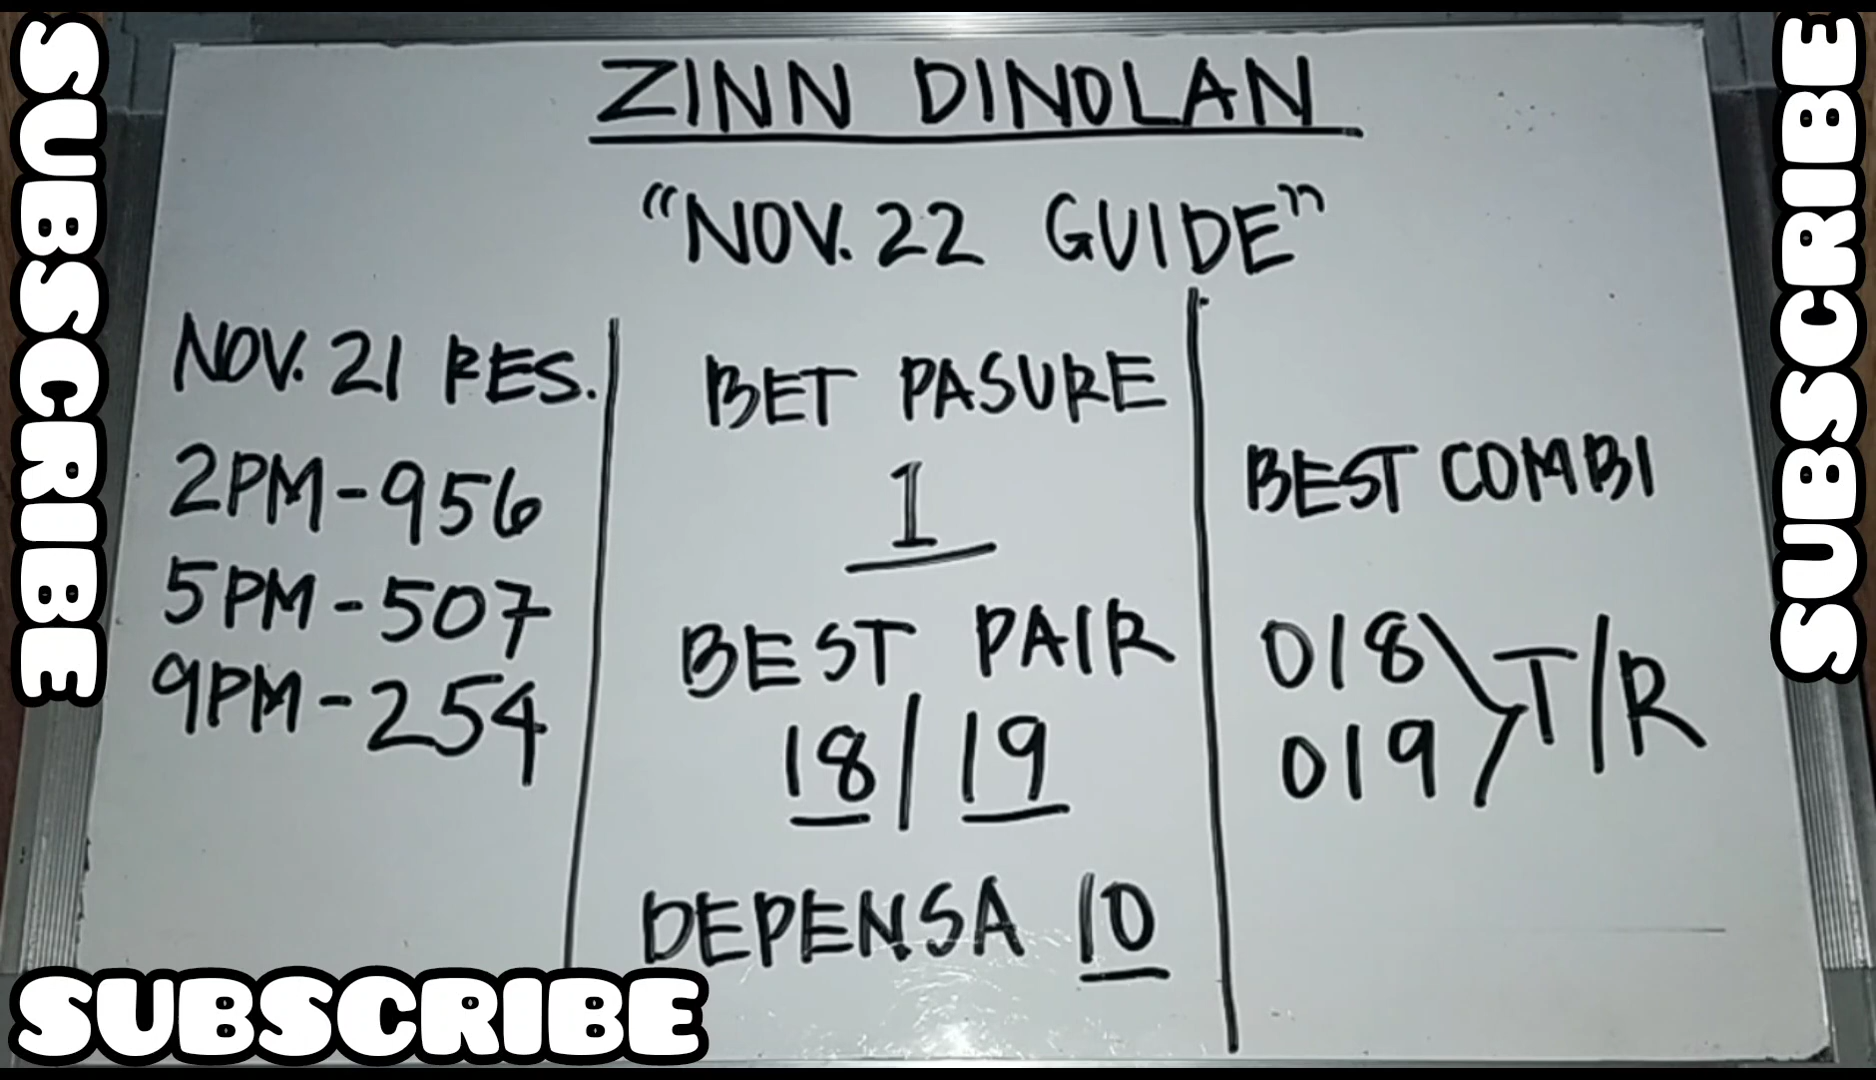 ZINN DINOLAN
"NOV. 22 GUIDE"
NOV. 21 RES.
2PM-956
5PM-507
9PM-254
BET PASURE
1
BEST PAIR
18/19
DEPENSA 10
BEST COMBI
018
019
T/R
SUBSCRIBE
SUBSCRIBE
SUBSCRIBE